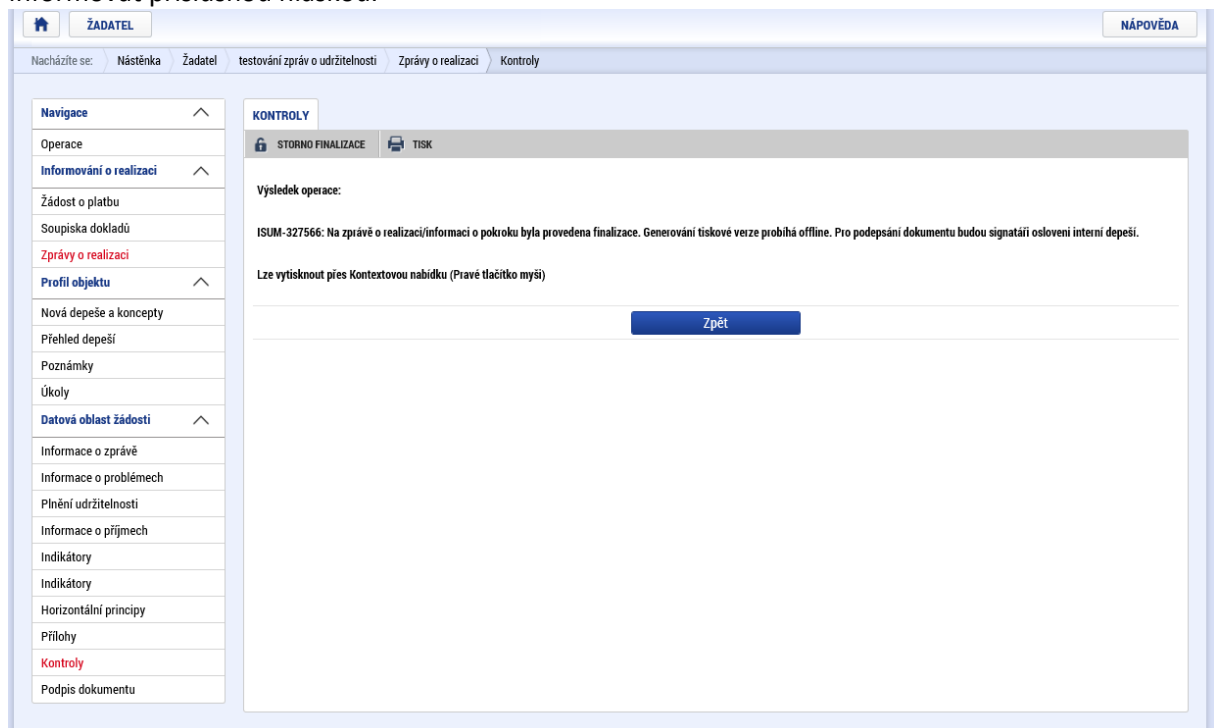 ŽADATEL
NÁPOVĚDA
Nacházíte se: Nástěnka Žadatel testování zpráv o udržitelnosti Zprávy o realizaci Kontroly
Navigace
Operace
Informování o realizaci
Žádost o platbu
Soupiska dokladů
Zprávy o realizaci
Profil objektu
Nová depeše a koncepty
Přehled depeší
Poznámky
Úkoly
Datová oblast žádosti
Informace o zprávě
Informace o problémech
Plnění udržitelnosti
Informace o příjmech
Indikátory
Indikátory
Horizontální principy
Přílohy
Kontroly
Podpis dokumentu
KONTROLY
STORNO FINALIZACE TISK
Výsledek operace:
ISUM-327566: Na zprávě o realizaci/informaci o pokroku byla provedena finalizace. Generování tiskové verze probíhá offline. Pro podepsání dokumentu budou signatáři osloveni interní depeší.
Lze vytisknout přes Kontextovou nabídku (Pravé tlačítko myši)
Zpět